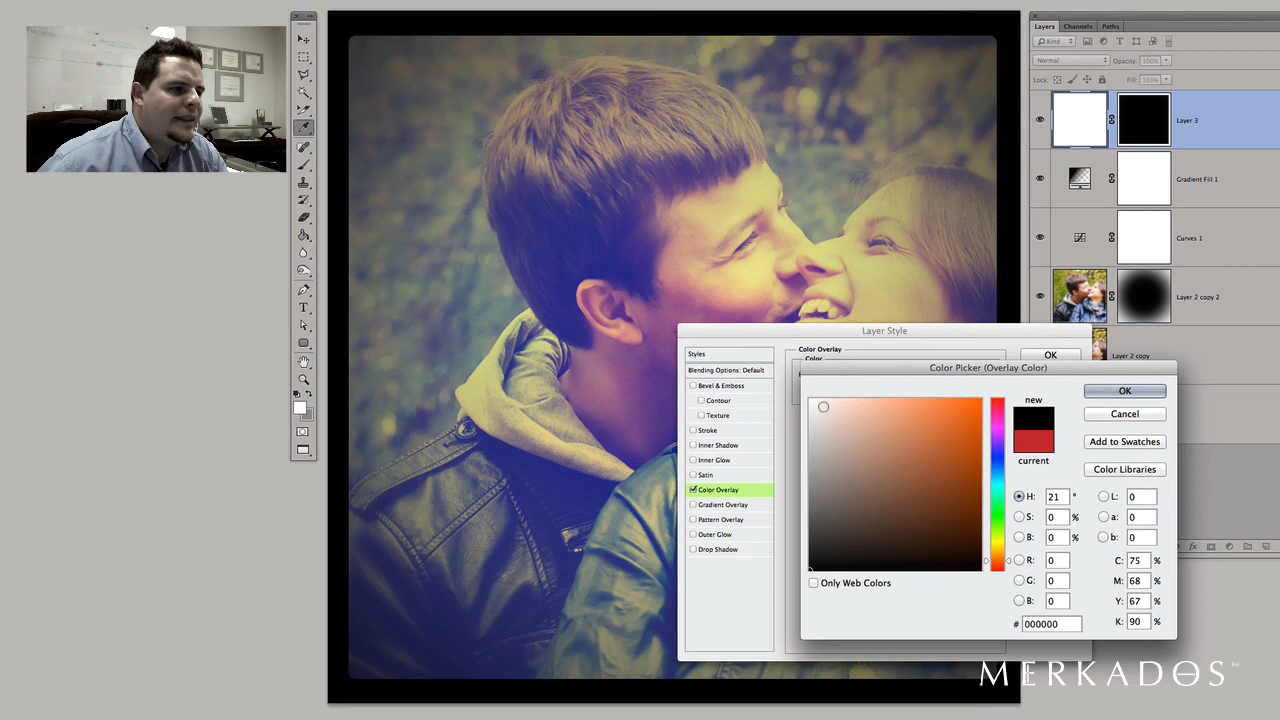 Layers Channels Paths
Kind
Normal Opacity: 100%
Lock: Fill: 100%
Layer 3
Gradient Fill 1
Curves 1
Layer 2 copy 2
Layer 2 copy
Layer Style
Styles
Blending Options: Default
Bevel & Emboss
Contour
Texture
Stroke
Inner Shadow
Inner Glow
Satin
Color Overlay
Gradient Overlay
Pattern Overlay
Outer Glow
Drop Shadow
Color Overlay
Color
OK
Color Picker (Overlay Color)
new
current
OK
Cancel
Add to Swatches
Color Libraries
H: 21 ° L: 0
S: 0 % a: 0
B: 0 % b: 0
R: 0 C: 75 %
G: 0 M: 68 %
B: 0 Y: 67 %
# 000000 K: 90 %
Only Web Colors
fx
MERKADOS™